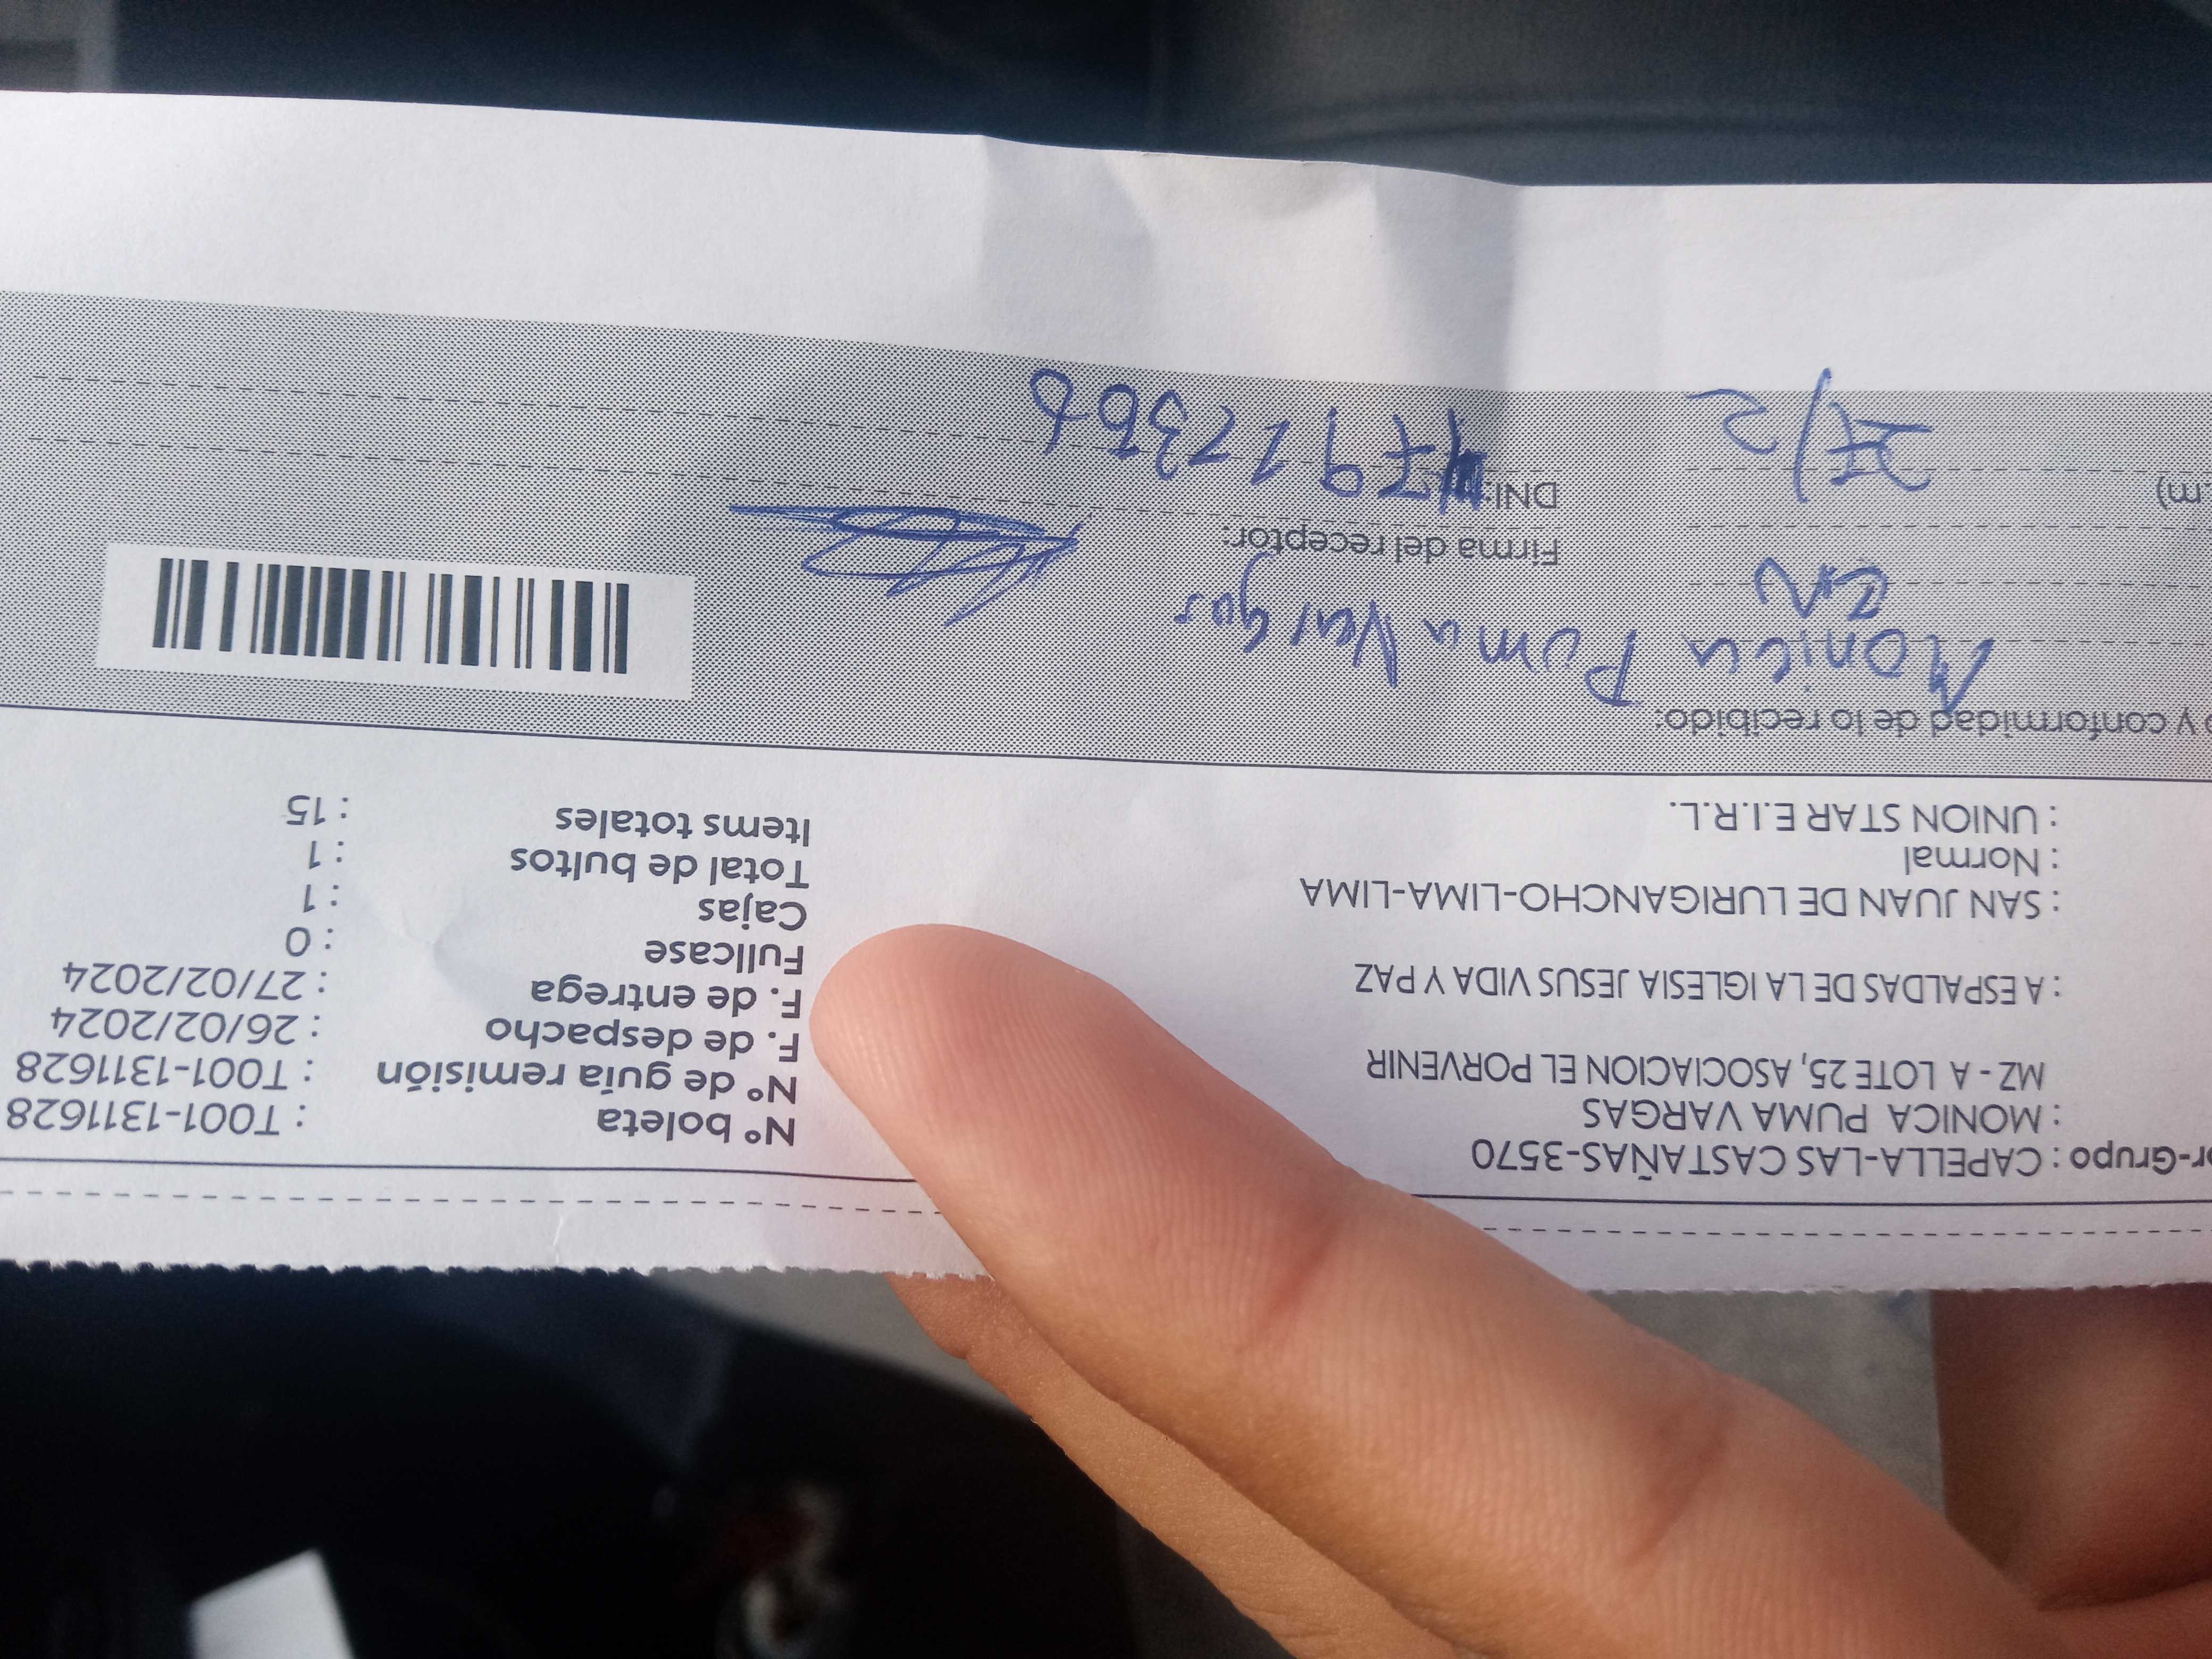 or-Grupo : CAPELLA-LAS CASTAÑAS-3570
: MONICA PUMA VARGAS
MZ - A LOTE 25, ASOCIACION EL PORVENIR
: A ESPALDAS DE LA IGLESIA JESUS VIDA Y PAZ
: SAN JUAN DE LURIGANCHO-LIMA-LIMA
: Normal
: UNION STAR E.I.R.L.
Nº boleta : T001-1311628
Nº de guía remisión : T001-1311628
F. de despacho : 26/02/2024
F. de entrega : 27/02/2024
Fullcase : 0
Cajas : 1
Total de bultos : 1
Items totales : 15
y conformidad de lo recibido:
Monica Puma Vargas
Firma del receptor:
.m) 27/2
DNI: